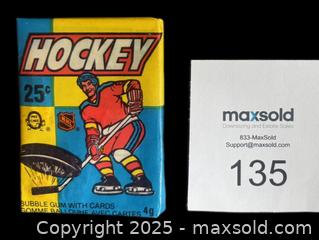 HOCKEY
25¢
NHL
BUBBLE GUM WITH CARDS
GOMME BALLOUNE AVEC CARTES 4g
maxsold
Downsizing and Estate Sales
833-MaxSold
Support@maxsold.com
135
Copyright 2025 - maxsold.com